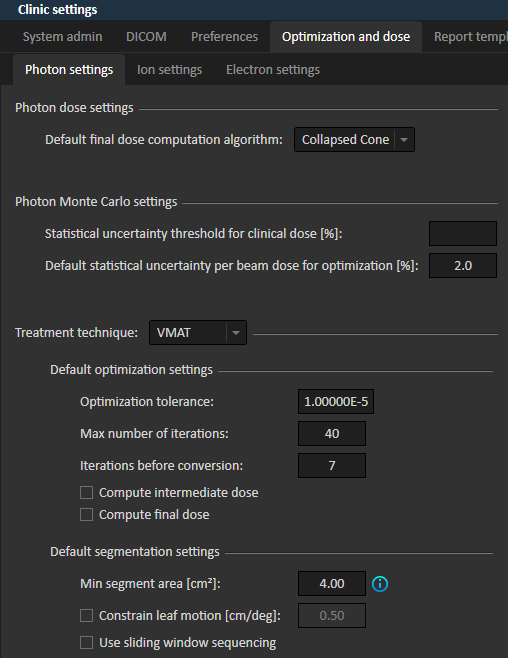 Clinic settings
System admin DICOM Preferences Optimization and dose Report templ
Photon settings Ion settings Electron settings
Photon dose settings
Default final dose computation algorithm: Collapsed Cone
Photon Monte Carlo settings
Statistical uncertainty threshold for clinical dose [%]:
Default statistical uncertainty per beam dose for optimization [%]: 2.0
Treatment technique: VMAT
Default optimization settings
Optimization tolerance: 1.00000E-5
Max number of iterations: 40
Iterations before conversion: 7
Compute intermediate dose
Compute final dose
Default segmentation settings
Min segment area [cm²]: 4.00
Constrain leaf motion [cm/deg]: 0.50
Use sliding window sequencing